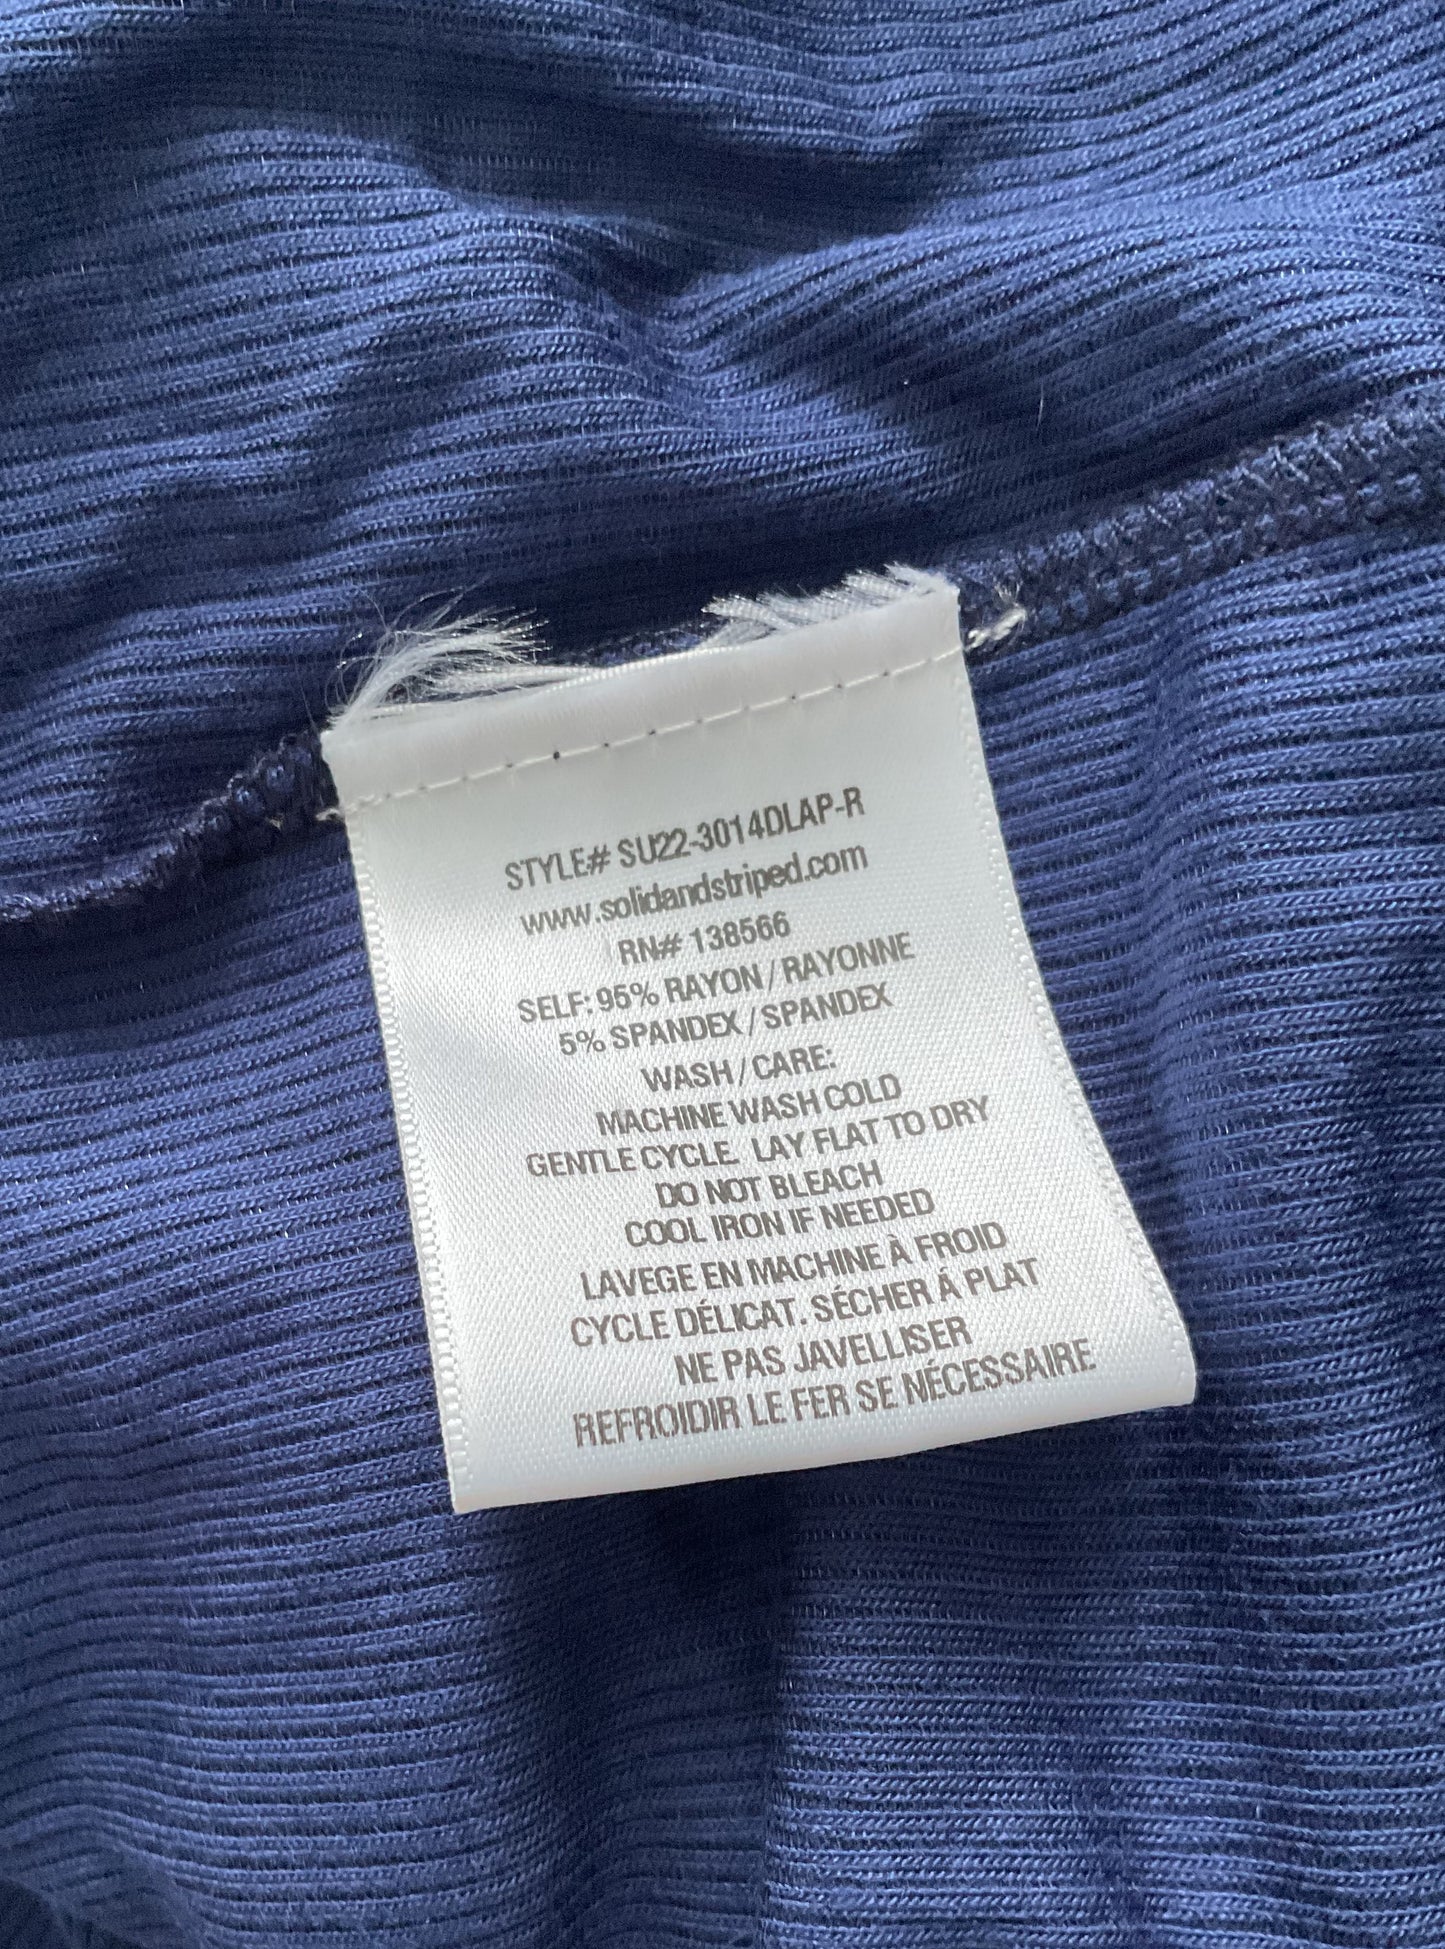 STYLE# SU22-3014DLAP-R
www.solidandstriped.com
RN# 138566
SELF: 95% RAYON / RAYONNE
5% SPANDEX / SPANDEX
WASH / CARE:
MACHINE WASH COLD
GENTLE CYCLE. LAY FLAT TO DRY
DO NOT BLEACH
COOL IRON IF NEEDED
LAVEGE EN MACHINE À FROID
CYCLE DÉLICAT. SÉCHER Á PLAT
NE PAS JAVELLISER
REFROIDIR LE FER SE NÉCESSAIRE